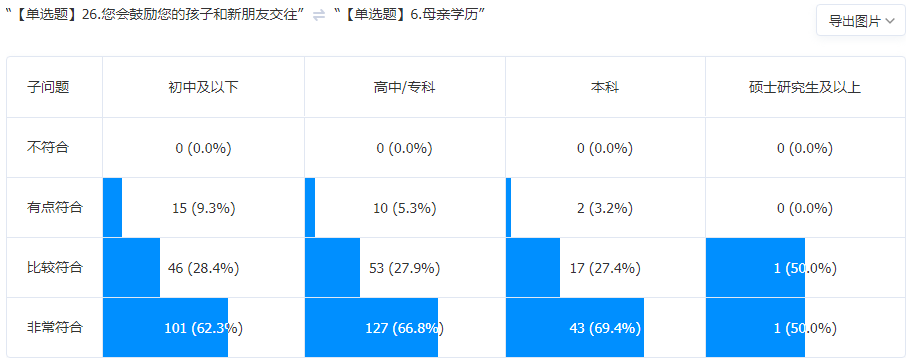 “【单选题】26.您会鼓励您的孩子和新朋友交往” ⇌ “【单选题】6.母亲学历” 导出图片
子问题 初中及以下 高中/专科 本科 硕士研究生及以上
不符合 0 (0.0%) 0 (0.0%) 0 (0.0%) 0 (0.0%)
有点符合 15 (9.3%) 10 (5.3%) 2 (3.2%) 0 (0.0%)
比较符合 46 (28.4%) 53 (27.9%) 17 (27.4%) 1 (50.0%)
非常符合 101 (62.3%) 127 (66.8%) 43 (69.4%) 1 (50.0%)